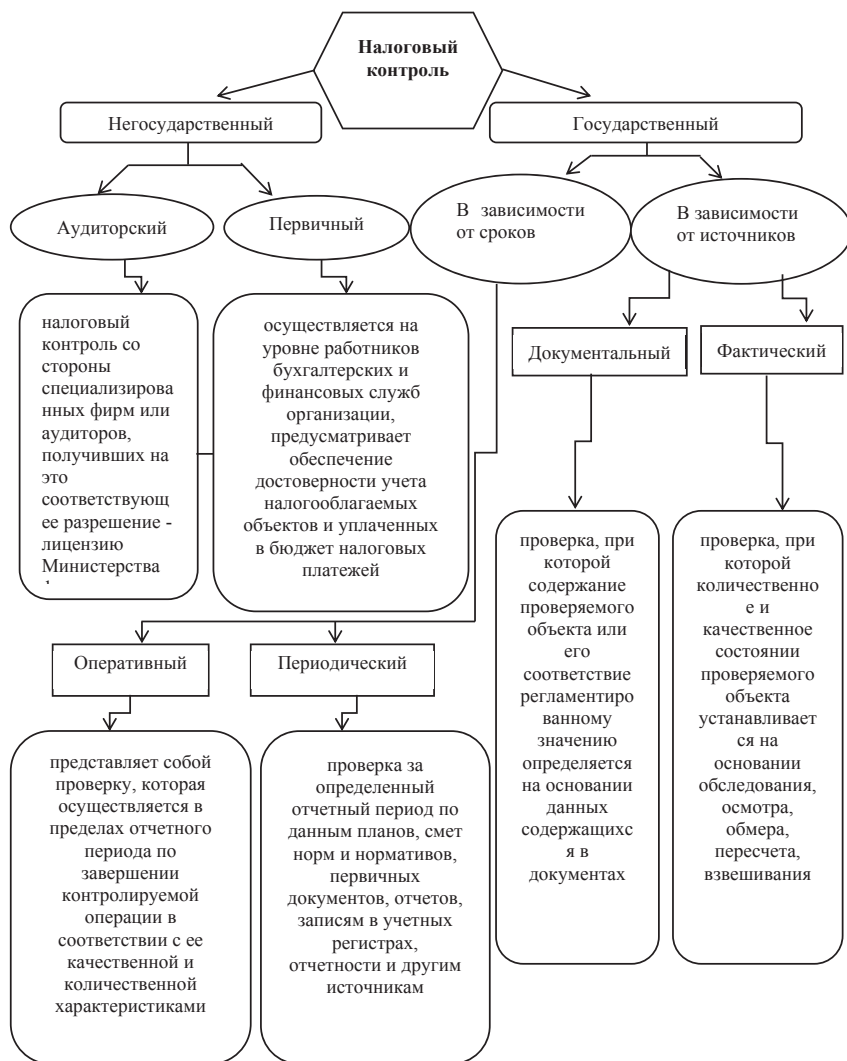 Налоговый
контроль
Негосударственный
Государственный
Аудиторский
Первичный
В зависимости
от сроков
В зависимости
от источников
налоговый
контроль со
стороны
специализирова
нных фирм или
аудиторов,
получивших на
это
соответствующ
ее разрешение -
лицензию
Министерства
осуществляется на
уровне работников
бухгалтерских и
финансовых служб
организации,
предусматривает
обеспечение
достоверности учета
налогооблагаемых
объектов и уплаченных
в бюджет налоговых
платежей
Документальный
Фактический
проверка, при
которой
содержание
проверяемого
объекта или
его
соответствие
регламентиро
ванному
значению
определяется
на основании
данных
содержащихс
я в
документах
проверка, при
которой
количественно
е и
качественное
состоянии
проверяемого
объекта
устанавливает
ся на
основании
обследования,
осмотра,
обмера,
пересчета,
взвешивания
Оперативный
Периодический
представляет собой
проверку, которая
осуществляется в
пределах отчетного
периода по
завершении
контролируемой
операции в
соответствии с ее
качественной и
количественной
характеристиками
проверка за
определенный
отчетный период по
данным планов, смет
норм и нормативов,
первичных
документов, отчетов,
записям в учетных
регистрах,
отчетности и другим
источникам